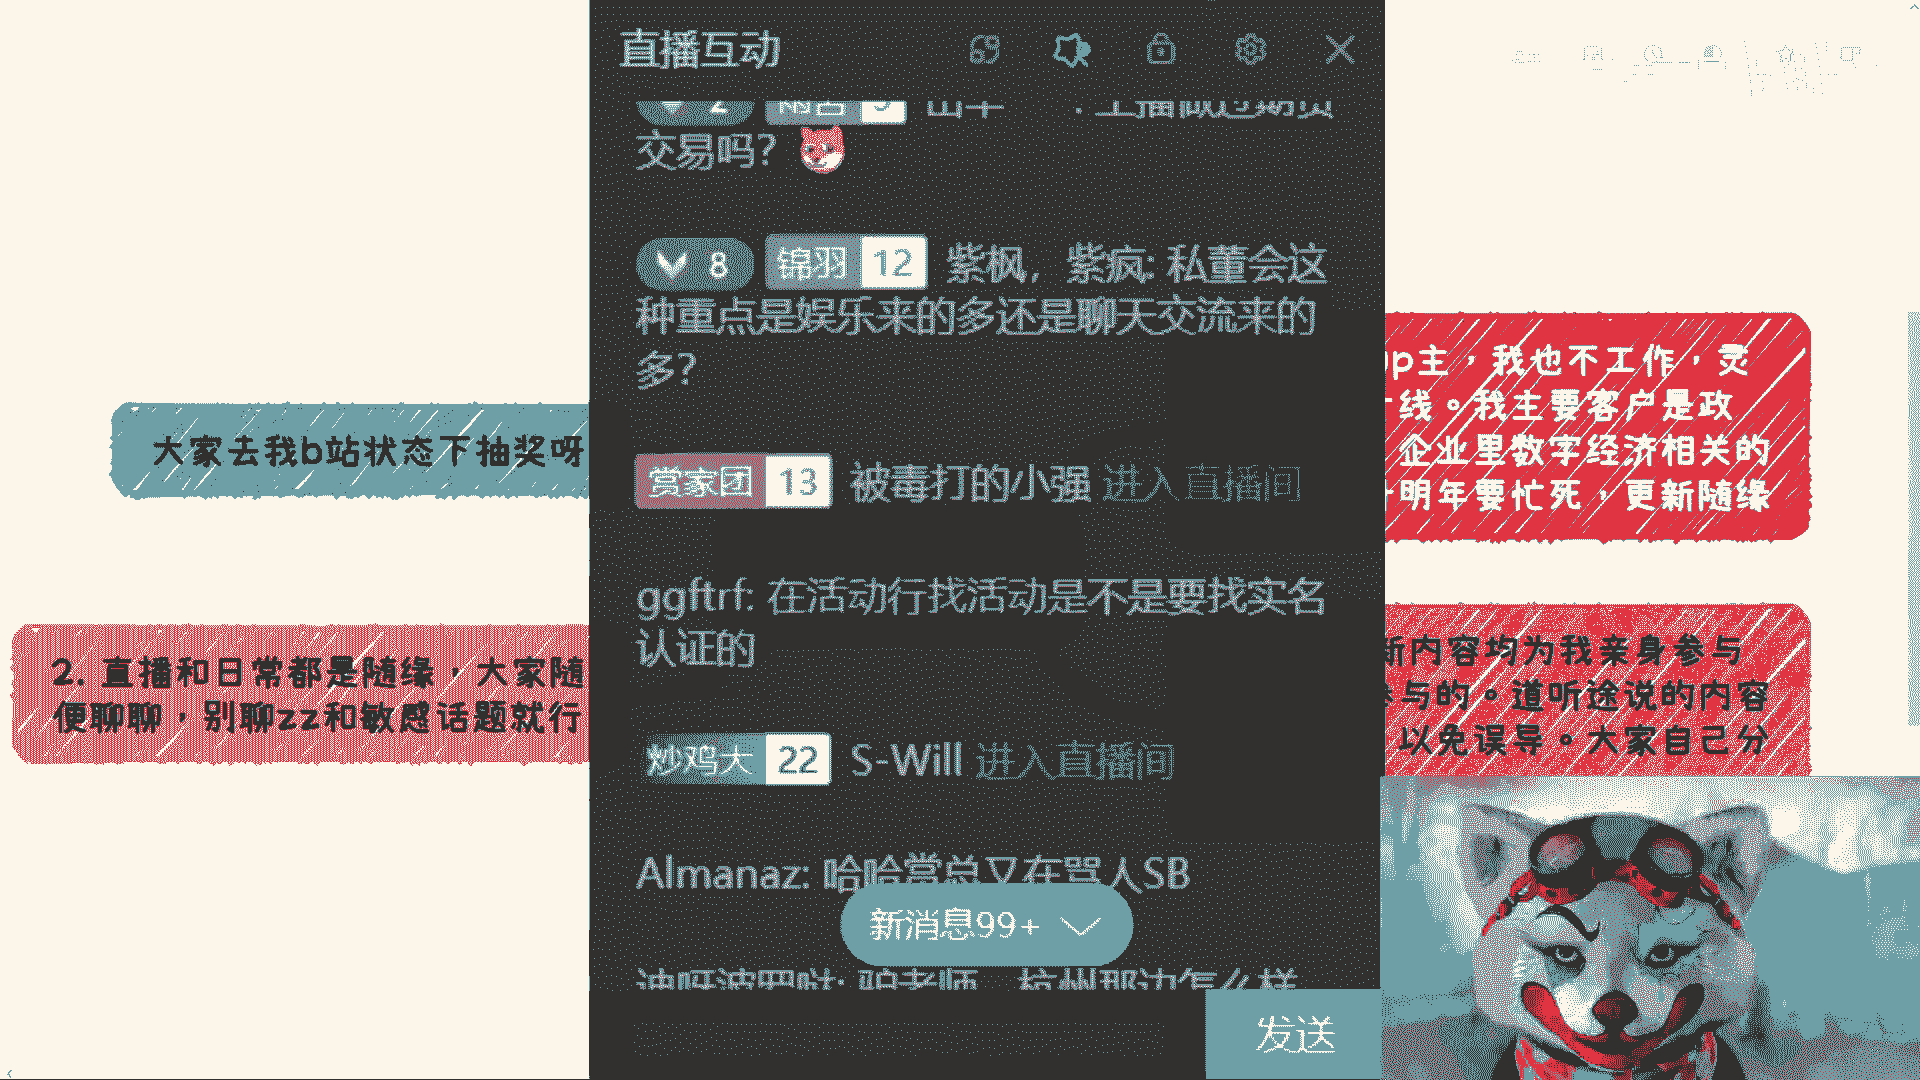 直播互动
交易吗？
8 锦羽 12 紫枫，紫疯: 私董会这
种重点是娱乐来的多还是聊天交流来的
多？
赏家团 13 被毒打的小强 进入直播间
ggftrf: 在活动行找活动是不是要找实名
认证的
炒鸡大 22 S-Will 进入直播间
Almanaz: 哈哈赏总又在骂人SB
新消息99+
发送
大家去我b站状态下抽奖呀
2. 直播和日常都是随缘，大家随
便聊聊，别聊zz和敏感话题就行
p主，我也不工作，灵
线。我主要客户是政
企业里数字经济相关的
明年要忙死，更新随缘
新内容均为我亲身参与
参与的。道听途说的内容
以免误导。大家自己分